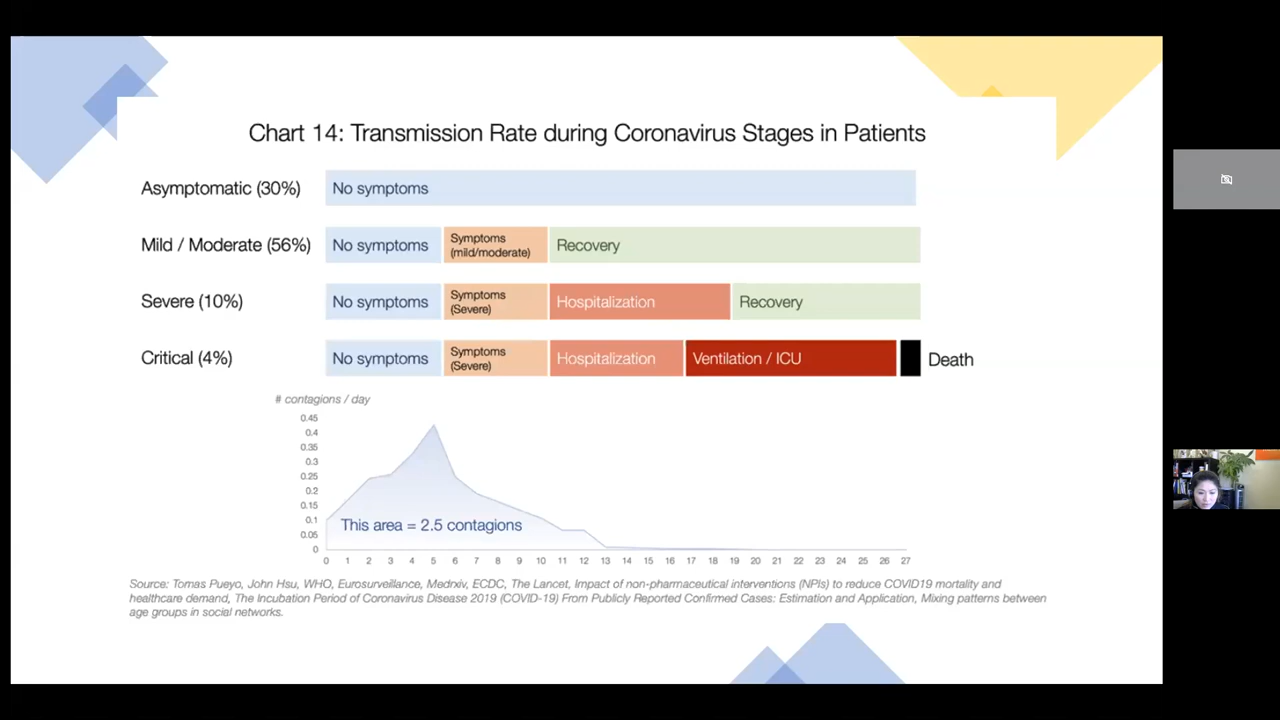 Chart 14: Transmission Rate during Coronavirus Stages in Patients
Asymptomatic (30%) No symptoms
Mild / Moderate (56%) No symptoms Symptoms (mild/moderate) Recovery
Severe (10%) No symptoms Symptoms (Severe) Hospitalization Recovery
Critical (4%) No symptoms Symptoms (Severe) Hospitalization Ventilation / ICU Death
# contagions / day
0.45
0.4
0.35
0.3
0.25
0.2
0.15
0.1
0.05
0
This area = 2.5 contagions
0 1 2 3 4 5 6 7 8 9 10 11 12 13 14 15 16 17 18 19 20 21 22 23 24 25 26 27
Source: Tomas Pueyo, John Hsu, WHO, Eurosurveillance, Medrxiv, ECDC, The Lancet, Impact of non-pharmaceutical interventions (NPIs) to reduce COVID19 mortality and
healthcare demand, The Incubation Period of Coronavirus Disease 2019 (COVID-19) From Publicly Reported Confirmed Cases: Estimation and Application, Mixing patterns between
age groups in social networks.